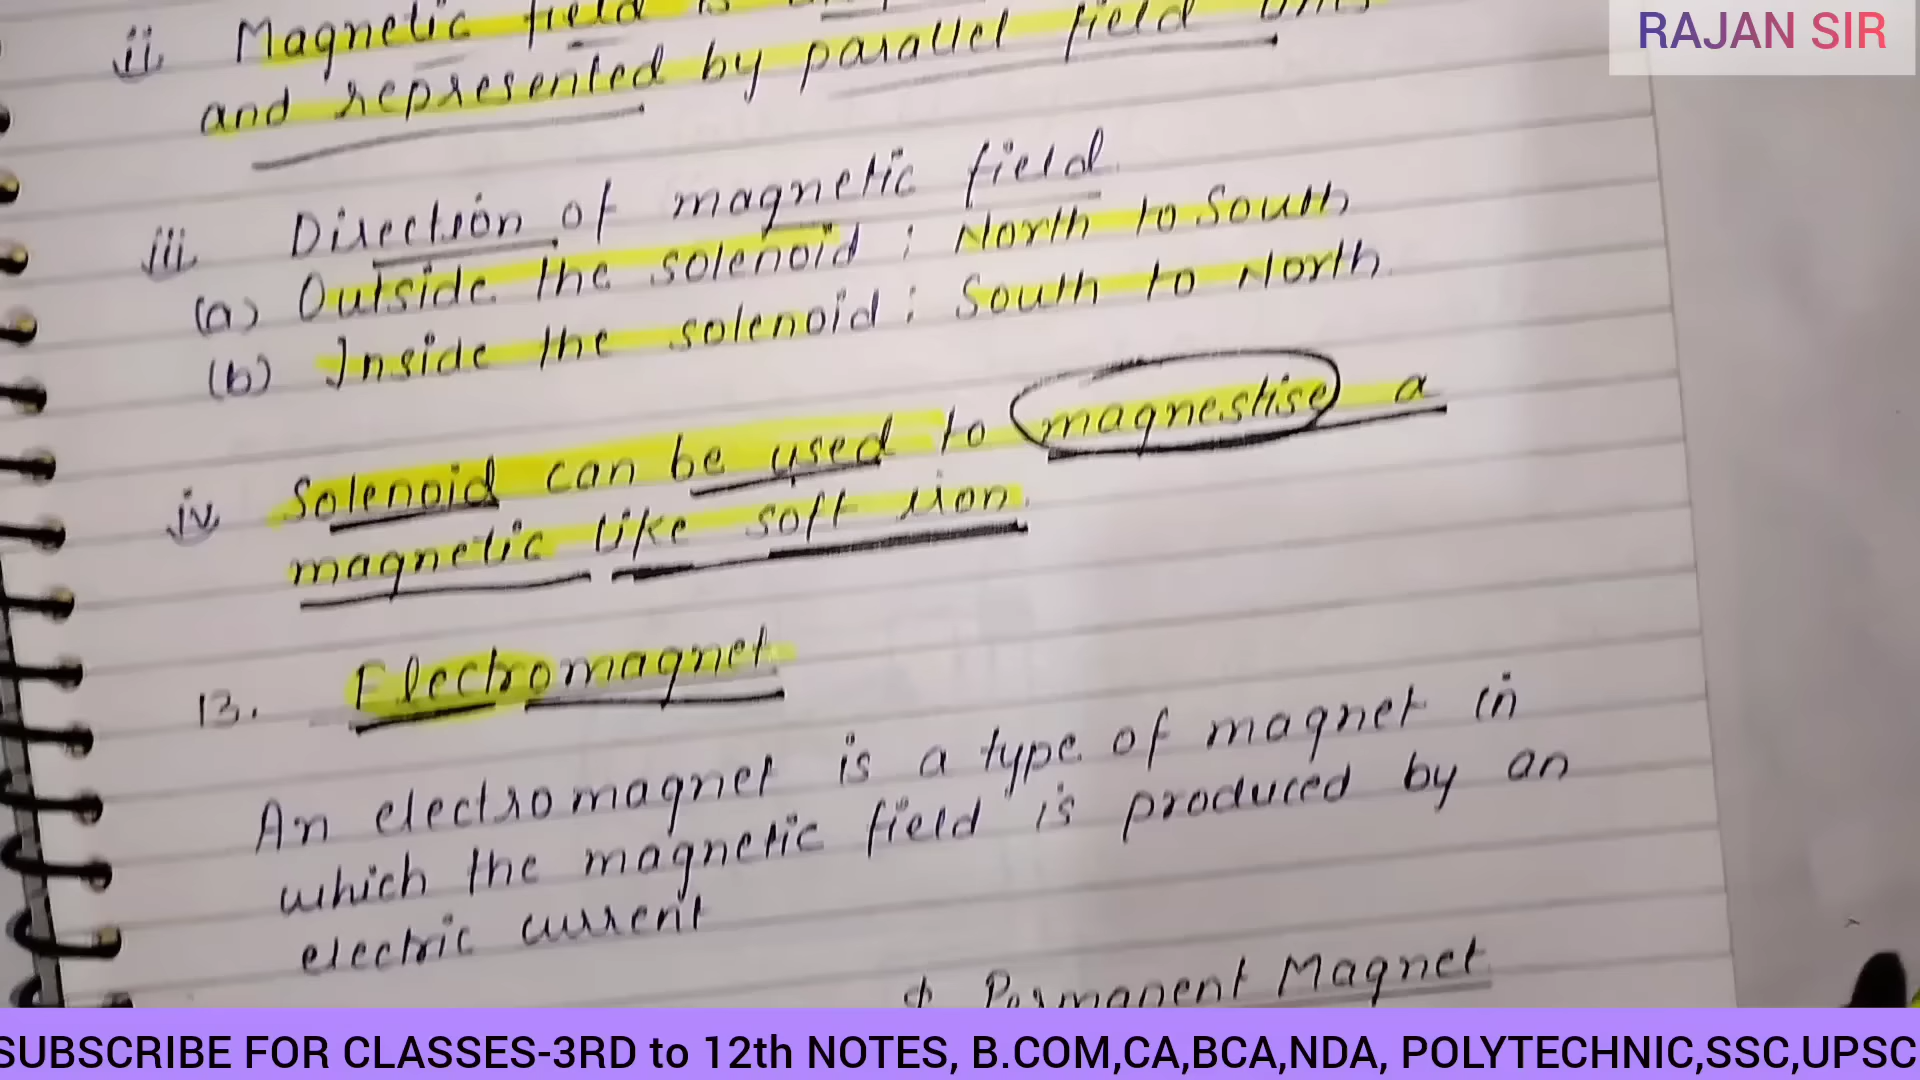 RAJAN SIR
ii. Magnetic field is
and represented by parallel field lines
iii. Direction of magnetic field
(a) Outside the solenoid : North to South
(b) Inside the solenoid : South to North.
iv. Solenoid can be used to magnestise a
magnetic like soft iron.
13. Electromagnet
An electromagnet is a type of magnet in
which the magnetic field is produced by an
electric current
Permanent Magnet
SUBSCRIBE FOR CLASSES-3RD to 12th NOTES, B.COM,CA,BCA,NDA, POLYTECHNIC,SSC,UPSC